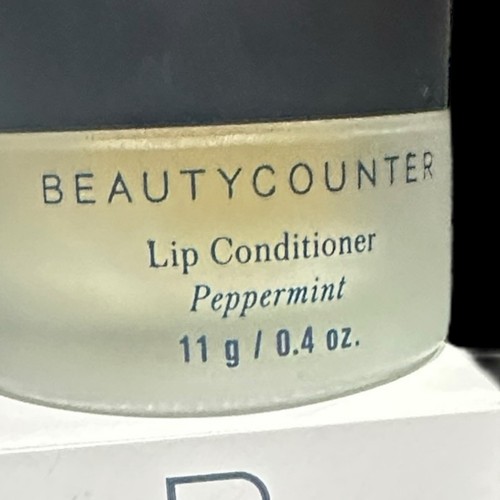 BEAUTYCOUNTER
Lip Conditioner
Peppermint
11 g / 0.4 oz.